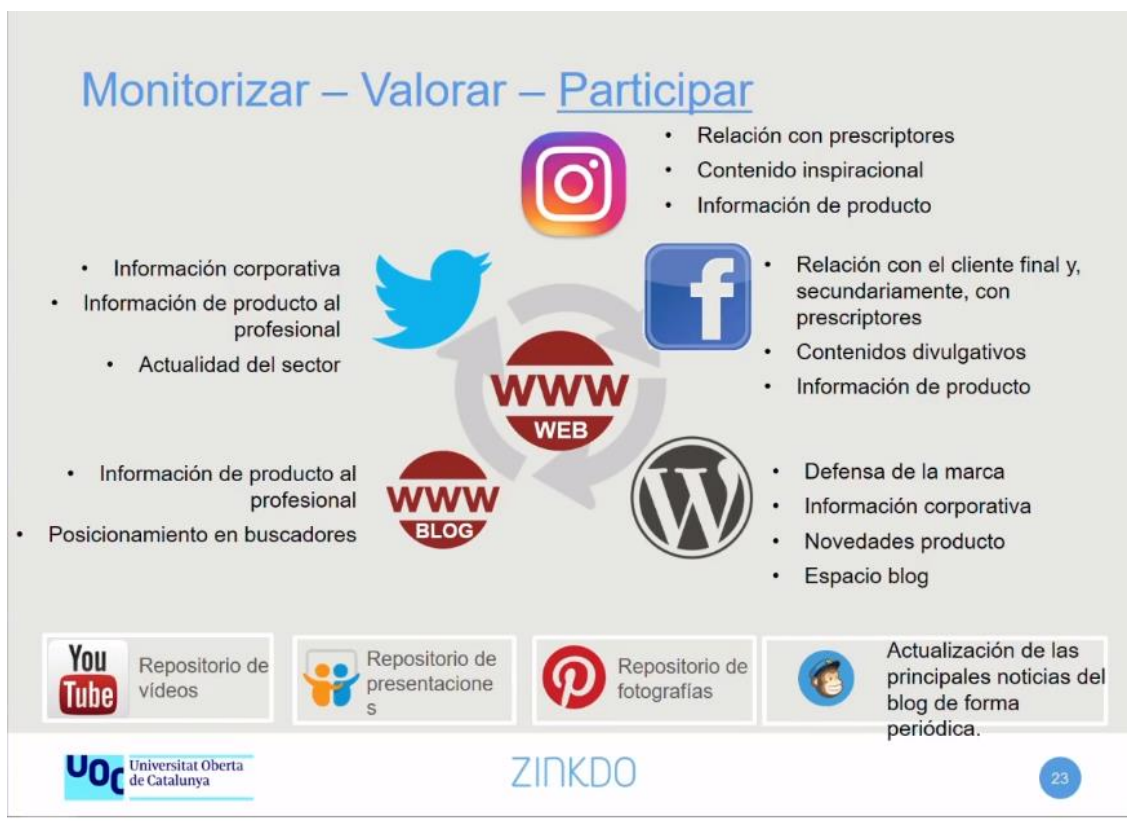 Monitorizar – Valorar – Participar
• Relación con prescriptores
• Contenido inspiracional
• Información de producto
• Información corporativa
• Información de producto al
profesional
• Actualidad del sector
• Relación con el cliente final y,
secundariamente, con
prescriptores
• Contenidos divulgativos
• Información de producto
WWW
WEB
• Información de producto al
profesional
• Posicionamiento en buscadores
WWW
BLOG
• Defensa de la marca
• Información corporativa
• Novedades producto
• Espacio blog
You
Tube
Repositorio de
vídeos
Repositorio de
presentacione
s
Repositorio de
fotografías
Actualización de las
principales noticias del
blog de forma
periódica.
UOC Universitat Oberta
de Catalunya
ZINKDO
23